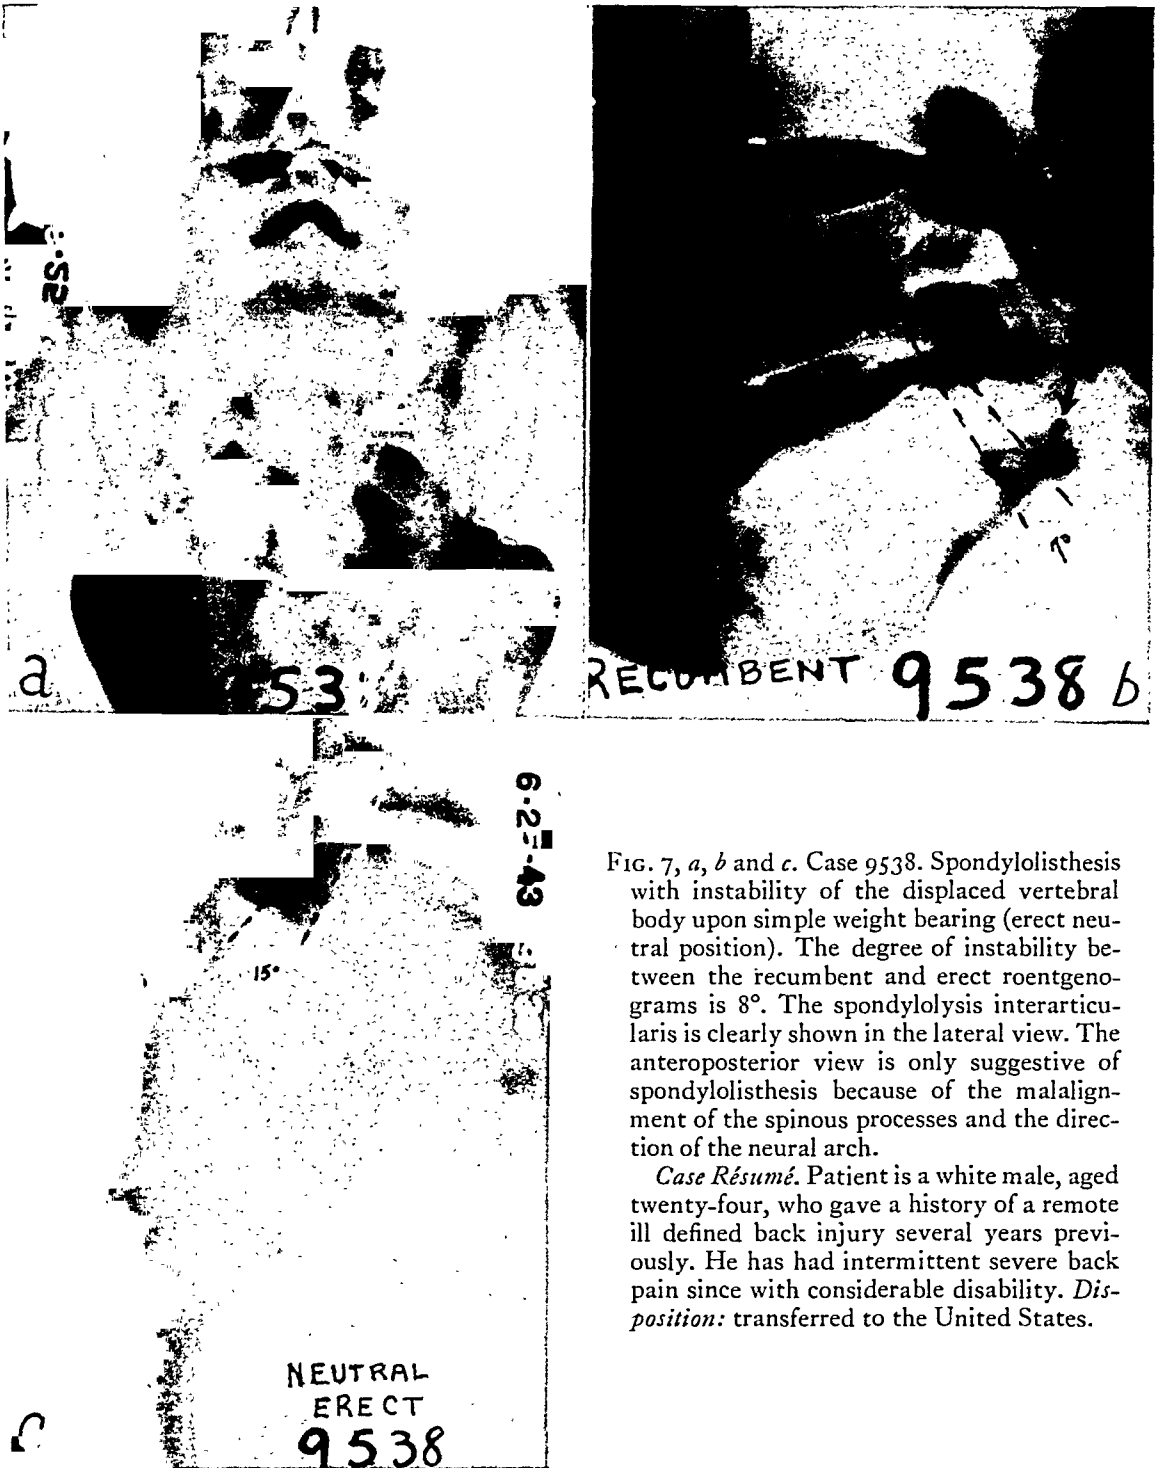 a
53
7°
RECUMBENT 9538 b
15°
NEUTRAL
ERECT
9538
c
FIG. 7, a, b and c. Case 9538. Spondylolisthesis
with instability of the displaced vertebral
body upon simple weight bearing (erect neu-
tral position). The degree of instability be-
tween the recumbent and erect roentgeno-
grams is 8°. The spondylolysis interarticu-
laris is clearly shown in the lateral view. The
anteroposterior view is only suggestive of
spondylolisthesis because of the malalign-
ment of the spinous processes and the direc-
tion of the neural arch.
Case Résumé. Patient is a white male, aged
twenty-four, who gave a history of a remote
ill defined back injury several years previ-
ously. He has had intermittent severe back
pain since with considerable disability. Dis-
position: transferred to the United States.